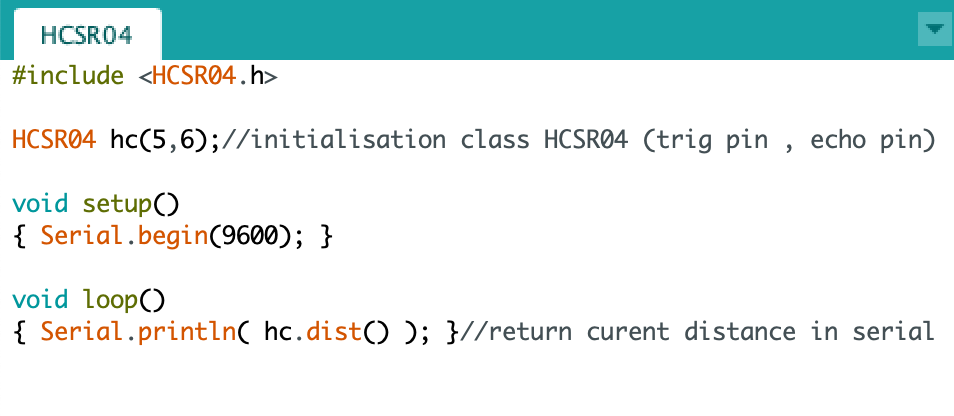 HCSR04
#include <HCSR04.h>
HCSR04 hc(5,6);//initialisation class HCSR04 (trig pin , echo pin)
void setup()
{ Serial.begin(9600); }
void loop()
{ Serial.println( hc.dist() ); }//return curent distance in serial